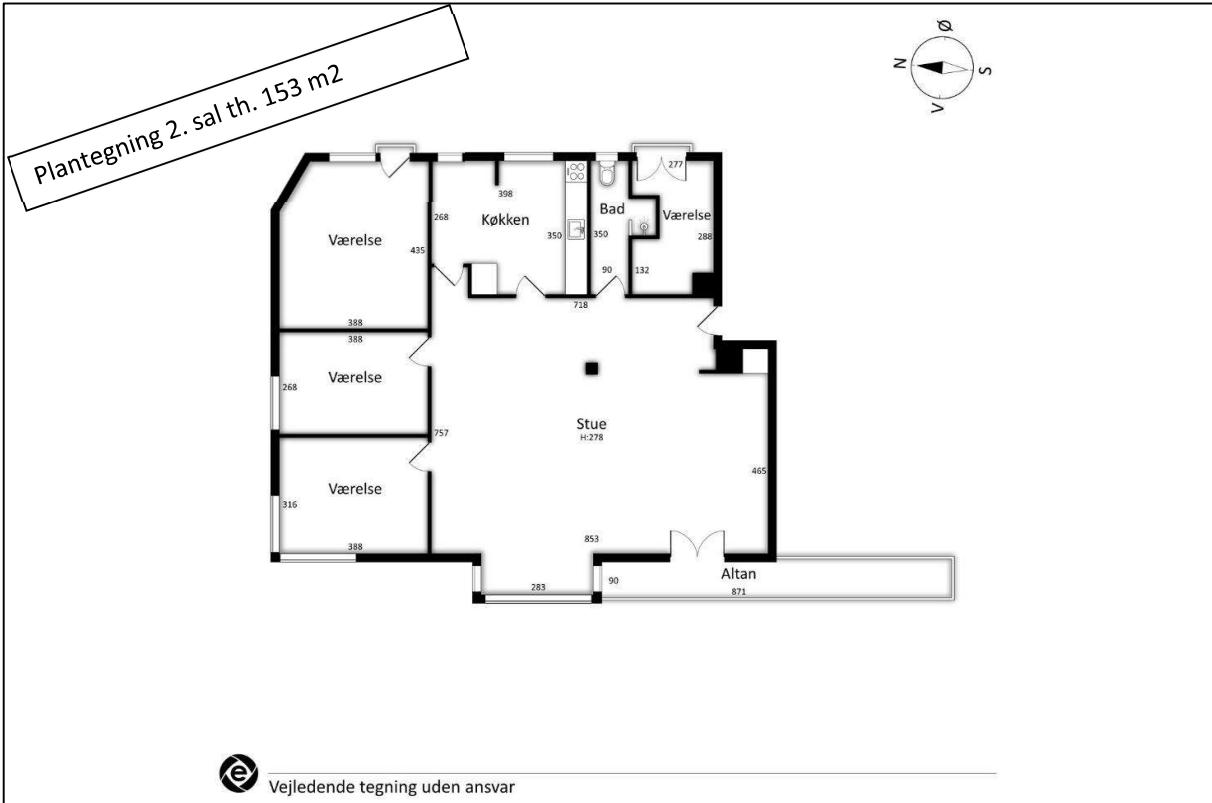 Plantegning 2. sal th. 153 m2
Ø
N
S
V
277
398
268
Køkken
Bad
Værelse
Værelse
435
350
350
288
90
132
388
718
388
Værelse
268
Stue
H:278
757
465
Værelse
316
388
853
Altan
283
90
871
e
Vejledende tegning uden ansvar